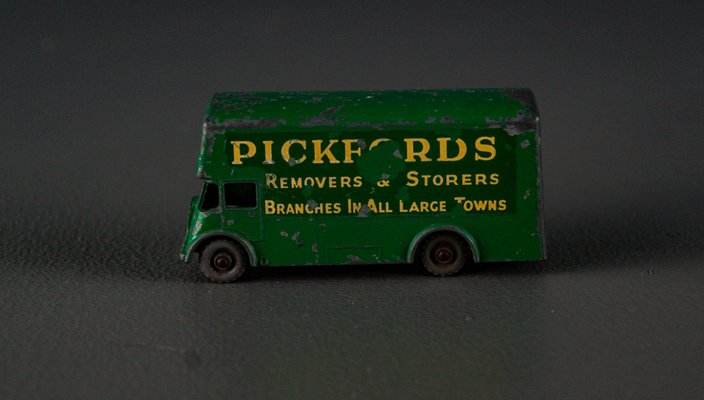 PICKFORDS
REMOVERS & STORERS
BRANCHES IN ALL LARGE TOWNS